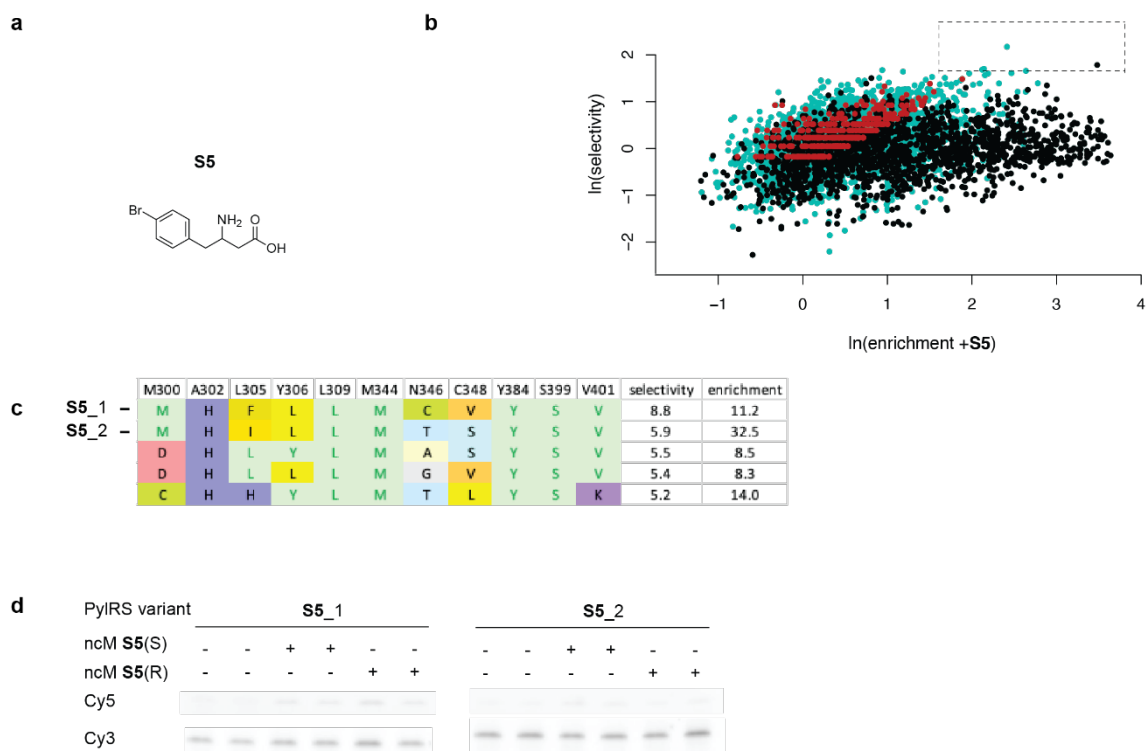 a
S5
Br
NH2
O
OH
b
ln(selectivity)
2
1
0
−1
−2
−1 0 1 2 3 4
ln(enrichment +S5)
c
M300 A302 L305 Y306 L309 M344 N346 C348 Y384 S399 V401 selectivity enrichment
S5_1 – M H F L L M C V Y S V 8.8 11.2
S5_2 – M H I L L M T S Y S V 5.9 32.5
D H L Y L M A S Y S V 5.5 8.5
D H L L L M G V Y S V 5.4 8.3
C H H Y L M T L Y S K 5.2 14.0
d
PylRS variant S5_1 S5_2
ncM S5(S) - - + + - - - - + + - -
ncM S5(R) - - - - + + - - - - + +
Cy5
Cy3